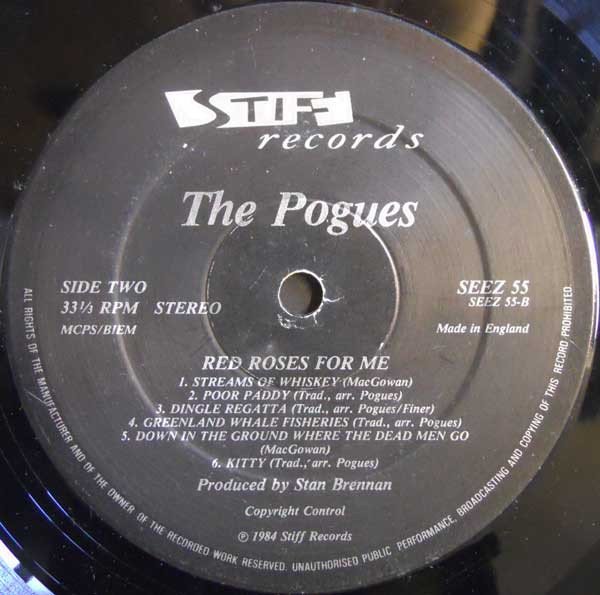 STIFF
records
The Pogues
SIDE TWO
33⅓ RPM STEREO
MCPS/BIEM
SEEZ 55
SEEZ 55-B
Made in England
RED ROSES FOR ME
1. STREAMS OF WHISKEY (MacGowan)
2. POOR PADDY (Trad., arr. Pogues)
3. DINGLE REGATTA (Trad., arr. Pogues/Finer)
4. GREENLAND WHALE FISHERIES (Trad., arr. Pogues)
5. DOWN IN THE GROUND WHERE THE DEAD MEN GO
(MacGowan)
6. KITTY (Trad., arr. Pogues)
Produced by Stan Brennan
Copyright Control
℗ 1984 Stiff Records
ALL RIGHTS OF THE MANUFACTURER AND OF THE OWNER OF THE RECORDED WORK RESERVED. UNAUTHORISED PUBLIC PERFORMANCE, BROADCASTING AND COPYING OF THIS RECORD PROHIBITED.